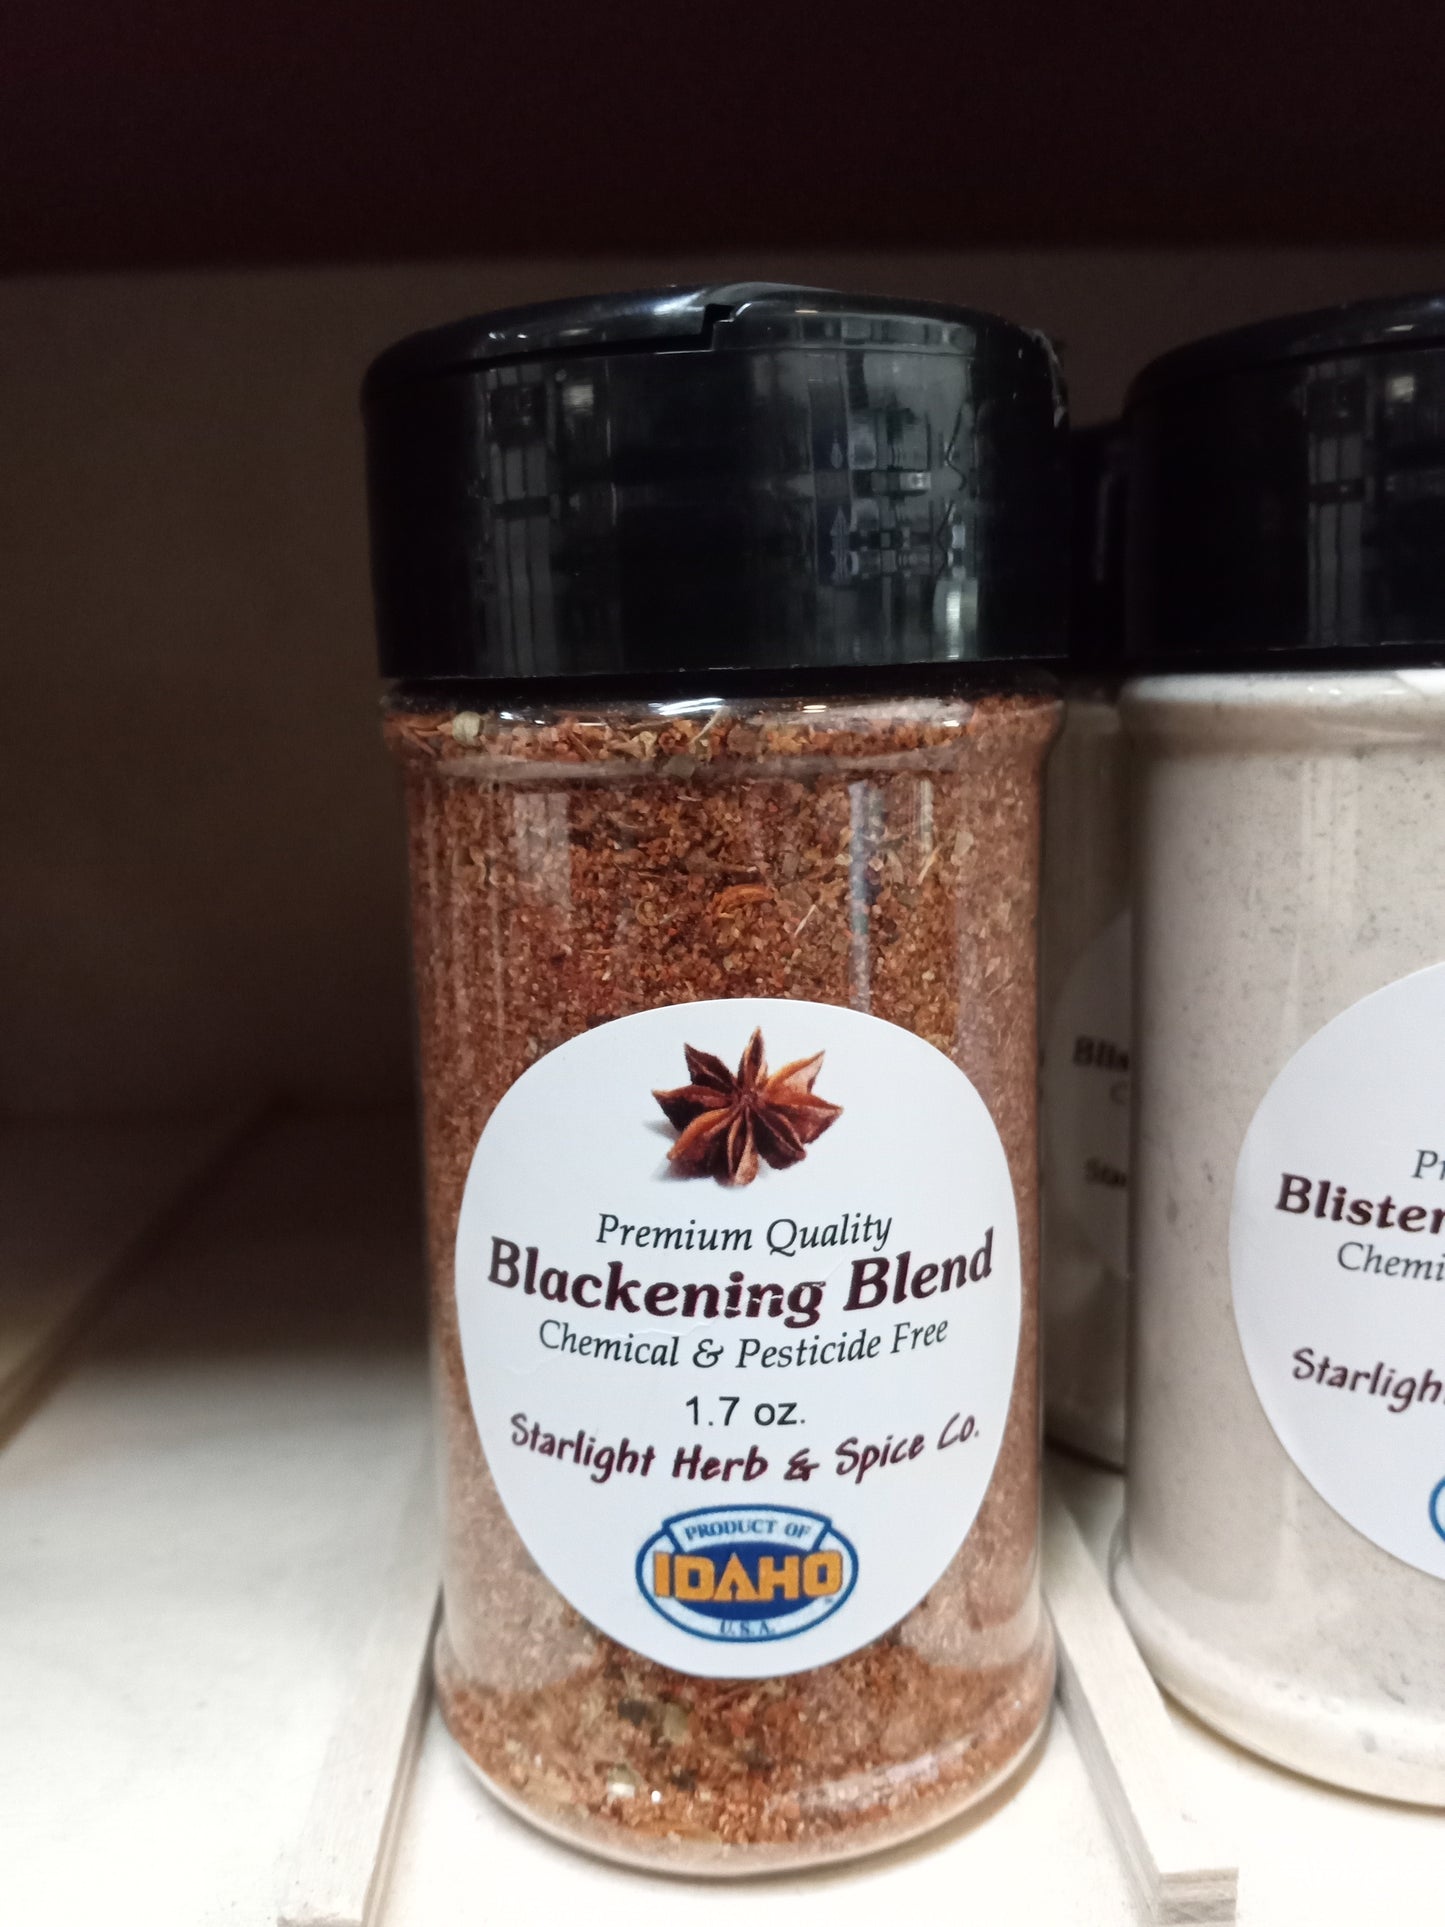 Premium Quality
Blackening Blend
Chemical & Pesticide Free
1.7 oz.
Starlight Herb & Spice Co.
PRODUCT OF
IDAHO
U.S.A.
Blister
Chemi
Starligh